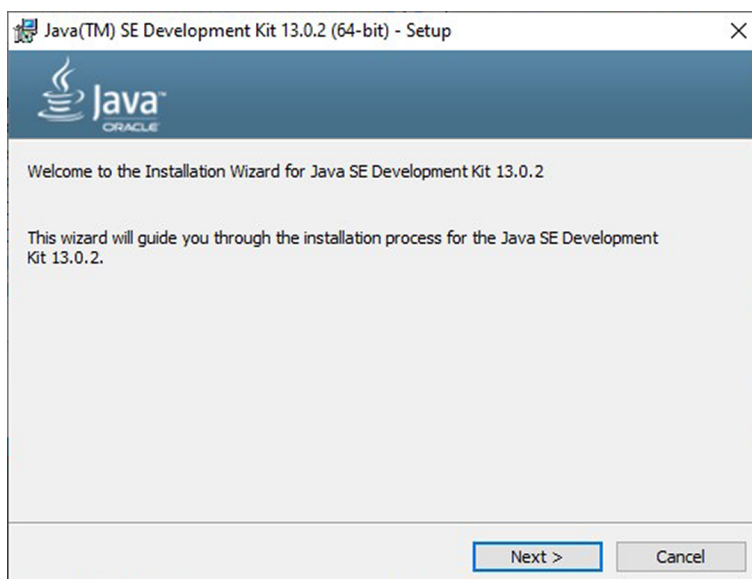 Java(TM) SE Development Kit 13.0.2 (64-bit) - Setup
Java™
ORACLE
Welcome to the Installation Wizard for Java SE Development Kit 13.0.2
This wizard will guide you through the installation process for the Java SE Development
Kit 13.0.2.
Next >
Cancel